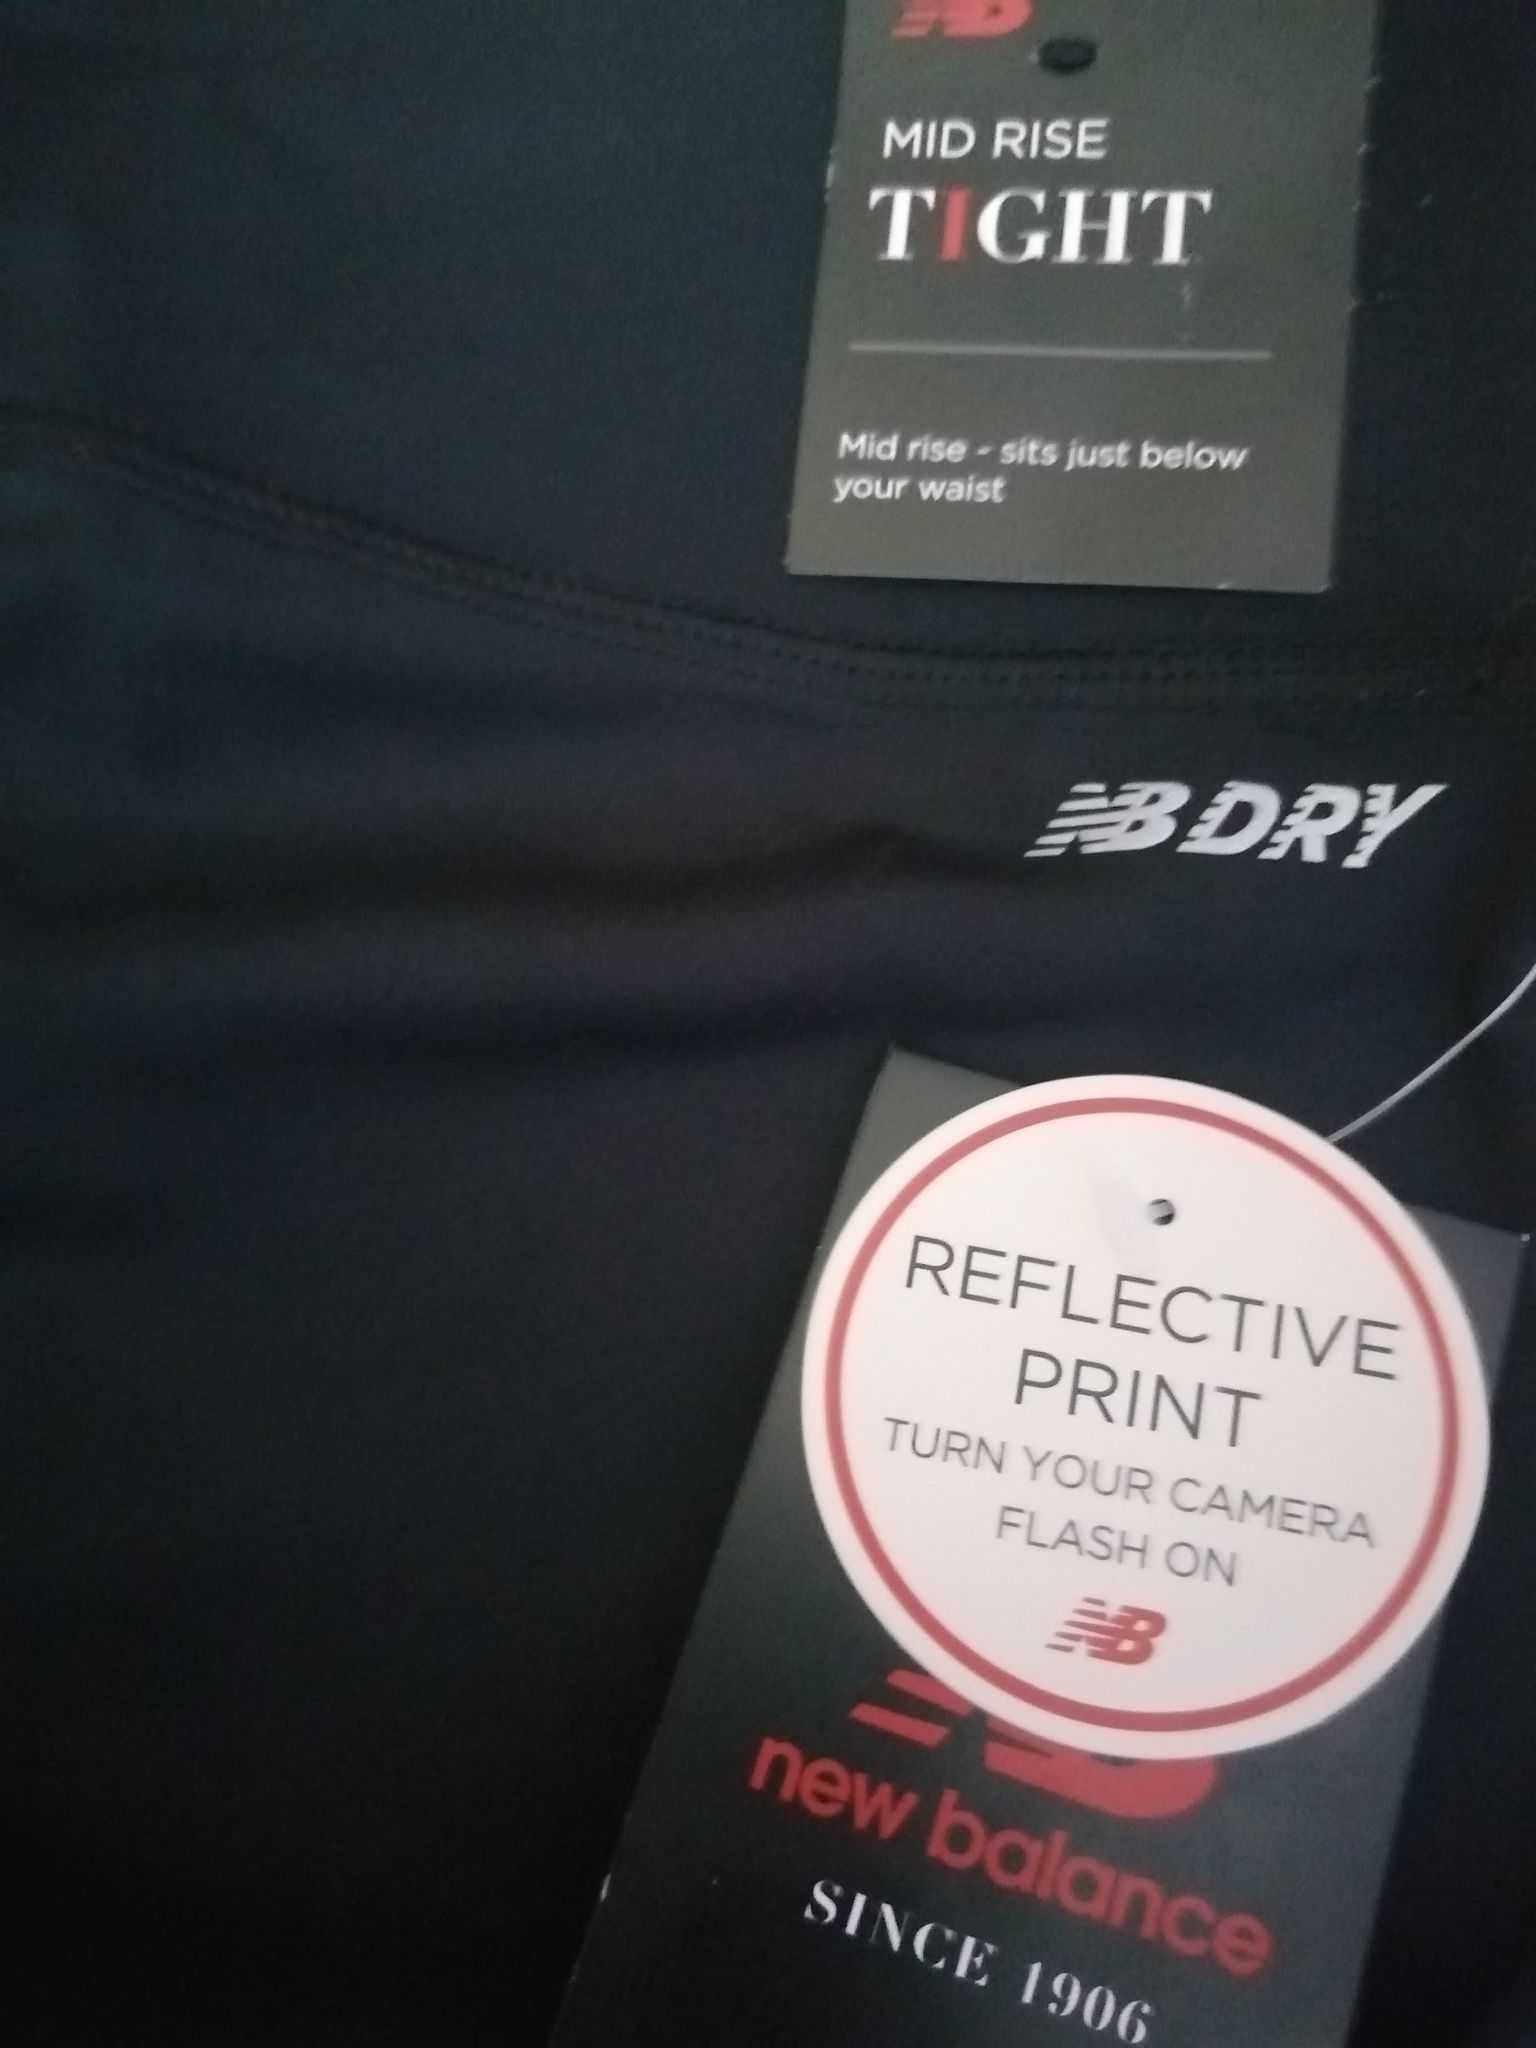 NB
MID RISE
TIGHT
Mid rise - sits just below
your waist
NB DRY
REFLECTIVE
PRINT
TURN YOUR CAMERA
FLASH ON
NB
new balance
SINCE 1906